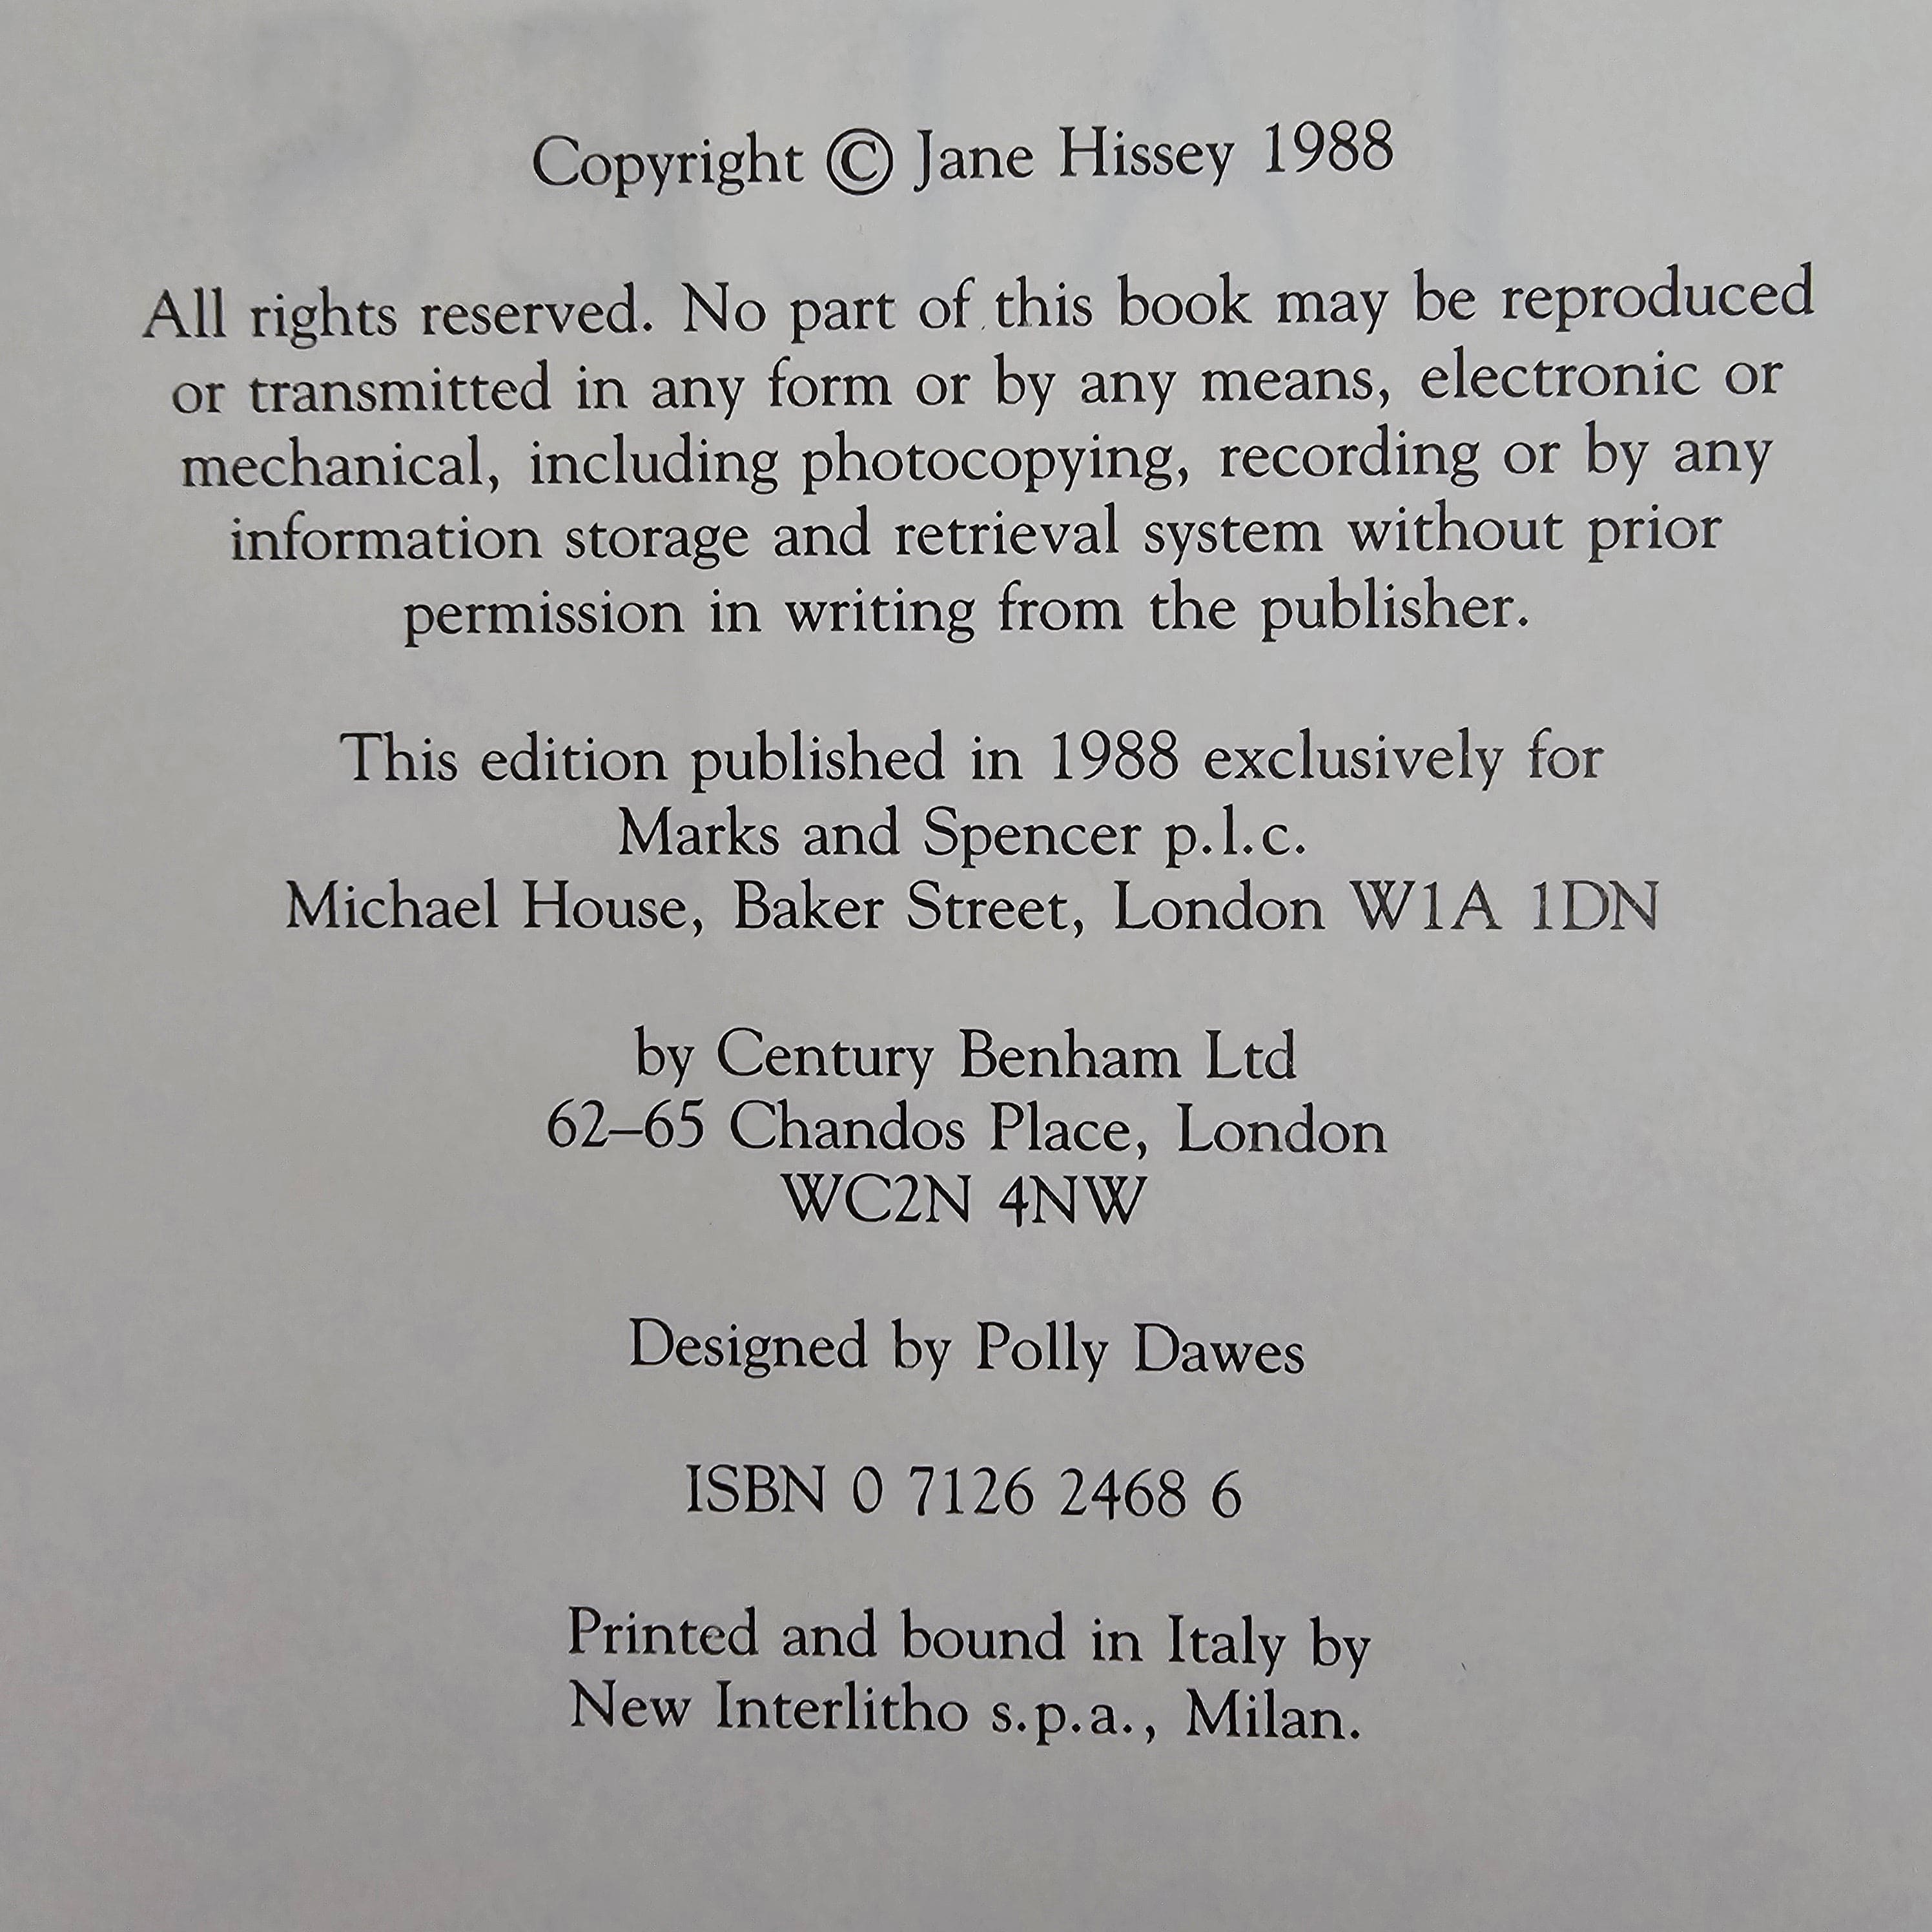 Copyright © Jane Hissey 1988
All rights reserved. No part of this book may be reproduced
or transmitted in any form or by any means, electronic or
mechanical, including photocopying, recording or by any
information storage and retrieval system without prior
permission in writing from the publisher.
This edition published in 1988 exclusively for
Marks and Spencer p.l.c.
Michael House, Baker Street, London W1A 1DN
by Century Benham Ltd
62–65 Chandos Place, London
WC2N 4NW
Designed by Polly Dawes
ISBN 0 7126 2468 6
Printed and bound in Italy by
New Interlitho s.p.a., Milan.